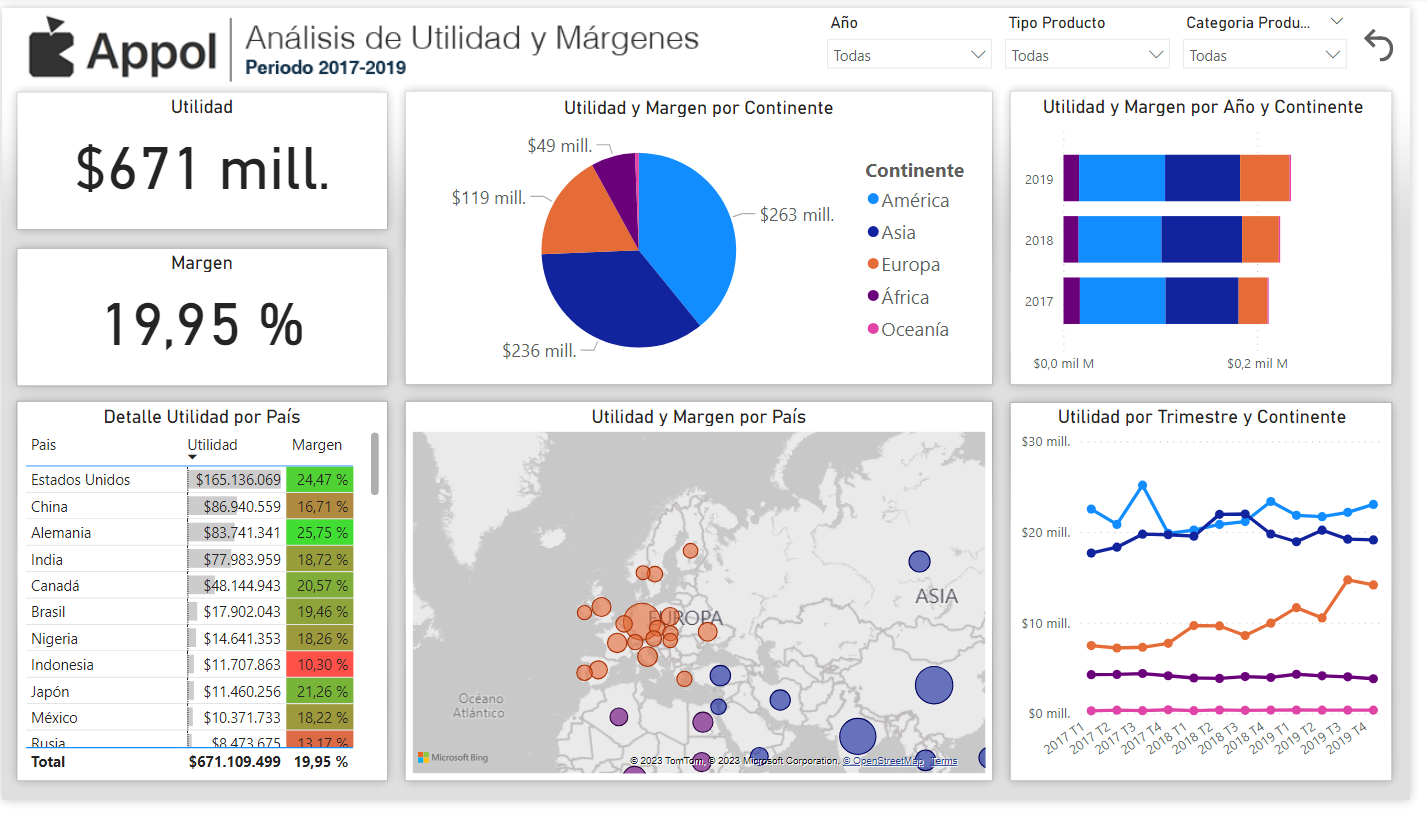 Appol
Análisis de Utilidad y Márgenes
Periodo 2017-2019
Año
Todas
Tipo Producto
Todas
Categoria Produ...
Todas
Utilidad
$671 mill.
Margen
19,95 %
Utilidad y Margen por Continente
$49 mill.
$119 mill.
$263 mill.
$236 mill.
Continente
América
Asia
Europa
África
Oceanía
Utilidad y Margen por Año y Continente
2019
2018
2017
$0,0 mil M $0,2 mil M
Detalle Utilidad por País
Pais Utilidad Margen
Estados Unidos $165.136.069 24,47 %
China $86.940.559 16,71 %
Alemania $83.741.341 25,75 %
India $77.983.959 18,72 %
Canadá $48.144.943 20,57 %
Brasil $17.902.043 19,46 %
Nigeria $14.641.353 18,26 %
Indonesia $11.707.863 10,30 %
Japón $11.460.256 21,26 %
México $10.371.733 18,22 %
Rusia $8.473.675 13,17 %
Total $671.109.499 19,95 %
Utilidad y Margen por País
ASIA
EUROPA
Océano
Atlántico
Microsoft Bing
© 2023 TomTom, © 2023 Microsoft Corporation, © OpenStreetMap Terms
Utilidad por Trimestre y Continente
$30 mill.
$20 mill.
$10 mill.
$0 mill.
2017 T1
2017 T2
2017 T3
2017 T4
2018 T1
2018 T2
2018 T3
2018 T4
2019 T1
2019 T2
2019 T3
2019 T4